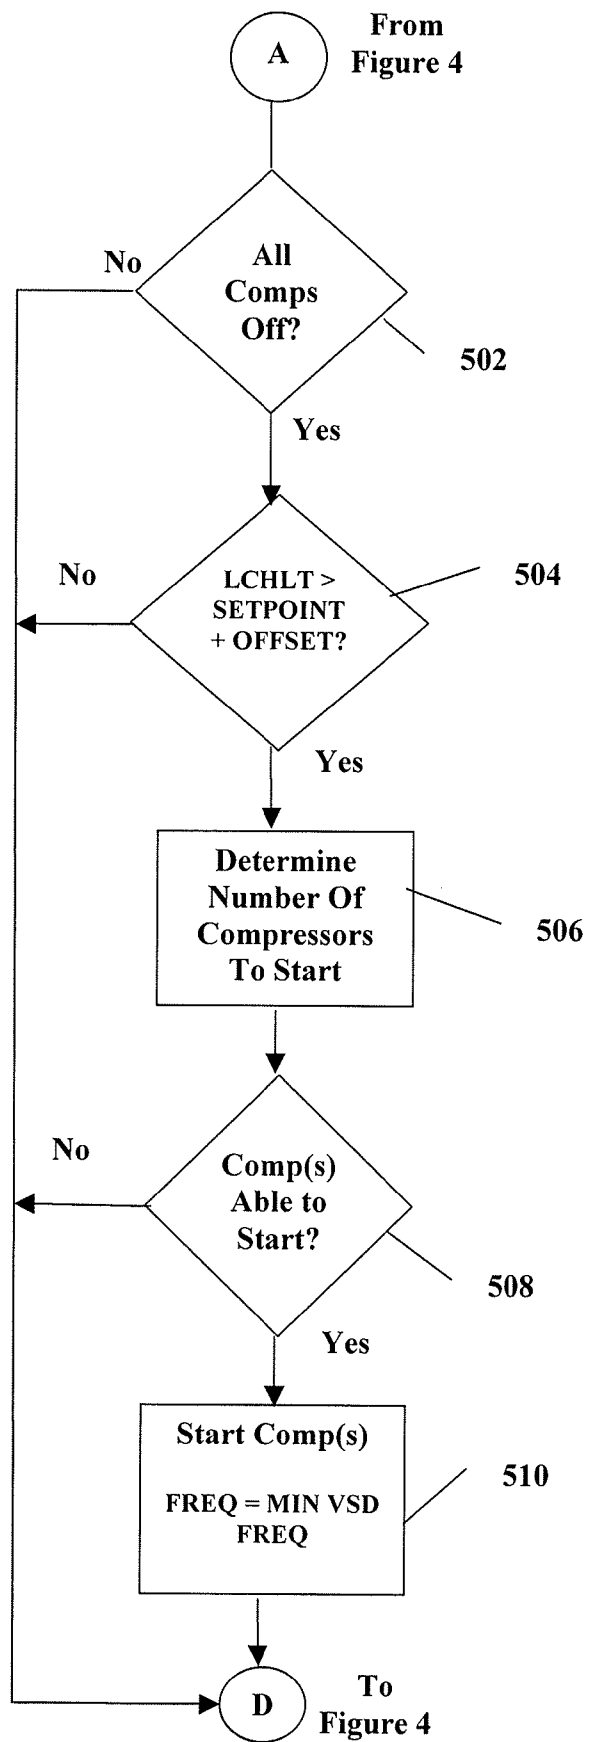 From
A
Figure 4
All
No
Comps
Off?
502
Yes
LCHLT >
No
504
SETPOINT
+ OFFSET?
Yes
Determine
Number Of
Compressors
506
To Start
No
Comp(s)
Able to
Start?
508
Yes
Start Comp(s)
510
FREQ = MIN VSD
FREQ
To
D
Figure 4